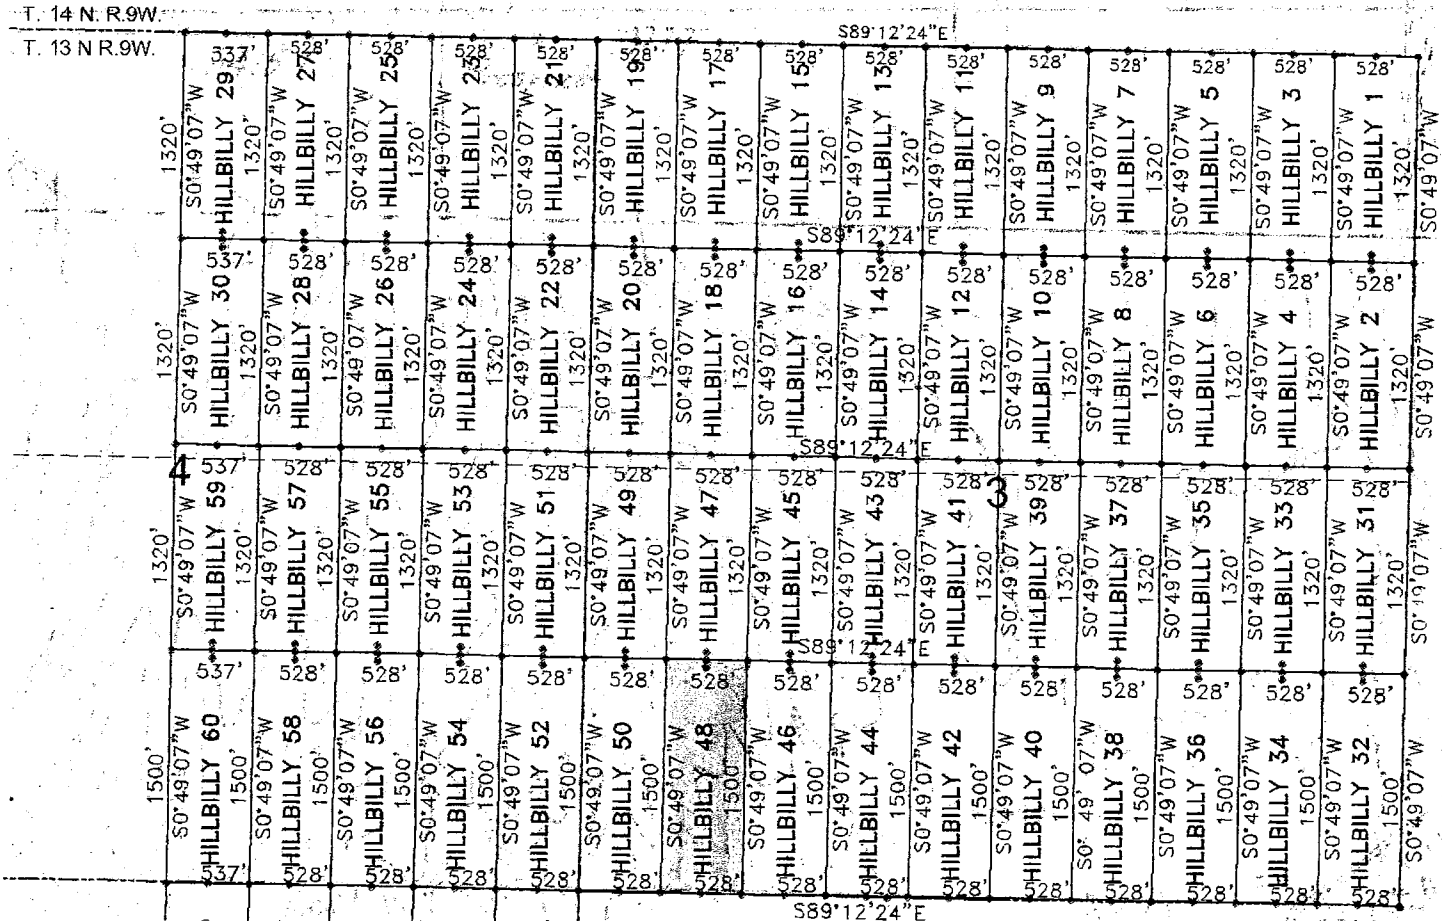 T. 14 N. R.9W.
T. 13 N R.9W.
S89°12'24"E
537' 528' 528' 528' 528' 528' 528' 528' 528' 528' 528' 528' 528' 528' 528'
S0°49'07"W HILLBILLY 29 1320'
S0°49'07"W HILLBILLY 27 1320'
S0°49'07"W HILLBILLY 25 1320'
S0°49'07"W HILLBILLY 23 1320'
S0°49'07"W HILLBILLY 21 1320'
S0°49'07"W HILLBILLY 19 1320'
S0°49'07"W HILLBILLY 17 1320'
S0°49'07"W HILLBILLY 15 1320'
S0°49'07"W HILLBILLY 13 1320'
S0°49'07"W HILLBILLY 11 1320'
S0°49'07"W HILLBILLY 9 1320'
S0°49'07"W HILLBILLY 7 1320'
S0°49'07"W HILLBILLY 5 1320'
S0°49'07"W HILLBILLY 3 1320'
S0°49'07"W HILLBILLY 1 1320'
1320'
S0°49'07"W
S89°12'24"E
537' 528' 528' 528' 528' 528' 528' 528' 528' 528' 528' 528' 528' 528' 528'
S0°49'07"W HILLBILLY 30 1320'
S0°49'07"W HILLBILLY 28 1320'
S0°49'07"W HILLBILLY 26 1320'
S0°49'07"W HILLBILLY 24 1320'
S0°49'07"W HILLBILLY 22 1320'
S0°49'07"W HILLBILLY 20 1320'
S0°49'07"W HILLBILLY 18 1320'
S0°49'07"W HILLBILLY 16 1320'
S0°49'07"W HILLBILLY 14 1320'
S0°49'07"W HILLBILLY 12 1320'
S0°49'07"W HILLBILLY 10 1320'
S0°49'07"W HILLBILLY 8 1320'
S0°49'07"W HILLBILLY 6 1320'
S0°49'07"W HILLBILLY 4 1320'
S0°49'07"W HILLBILLY 2 1320'
1320'
S0°49'07"W
S89°12'24"E
4
3
537' 528' 528' 528' 528' 528' 528' 528' 528' 528' 528' 528' 528' 528' 528'
S0°49'07"W HILLBILLY 59 1320'
S0°49'07"W HILLBILLY 57 1320'
S0°49'07"W HILLBILLY 55 1320'
S0°49'07"W HILLBILLY 53 1320'
S0°49'07"W HILLBILLY 51 1320'
S0°49'07"W HILLBILLY 49 1320'
S0°49'07"W HILLBILLY 47 1320'
S0°49'07"W HILLBILLY 45 1320'
S0°49'07"W HILLBILLY 43 1320'
S0°49'07"W HILLBILLY 41 1320'
S0°49'07"W HILLBILLY 39 1320'
S0°49'07"W HILLBILLY 37 1320'
S0°49'07"W HILLBILLY 35 1320'
S0°49'07"W HILLBILLY 33 1320'
S0°49'07"W HILLBILLY 31 1320'
1320'
S0°49'07"W
S89°12'24"E
537' 528' 528' 528' 528' 528' 528' 528' 528' 528' 528' 528' 528' 528' 528'
S0°49'07"W HILLBILLY 60 1500'
S0°49'07"W HILLBILLY 58 1500'
S0°49'07"W HILLBILLY 56 1500'
S0°49'07"W HILLBILLY 54 1500'
S0°49'07"W HILLBILLY 52 1500'
S0°49'07"W HILLBILLY 50 1500'
S0°49'07"W HILLBILLY 48 1500'
S0°49'07"W HILLBILLY 46 1500'
S0°49'07"W HILLBILLY 44 1500'
S0°49'07"W HILLBILLY 42 1500'
S0°49'07"W HILLBILLY 40 1500'
S0° 49' 07"W HILLBILLY 38 1500'
S0°49'07"W HILLBILLY 36 1500'
S0°49'07"W HILLBILLY 34 1500'
S0°49'07"W HILLBILLY 32 1500'
1500'
S0°49'07"W
537' 528' 528' 528' 528' 528' 528' 528' 528' 528' 528' 528' 528' 528' 528'
S89°12'24"E